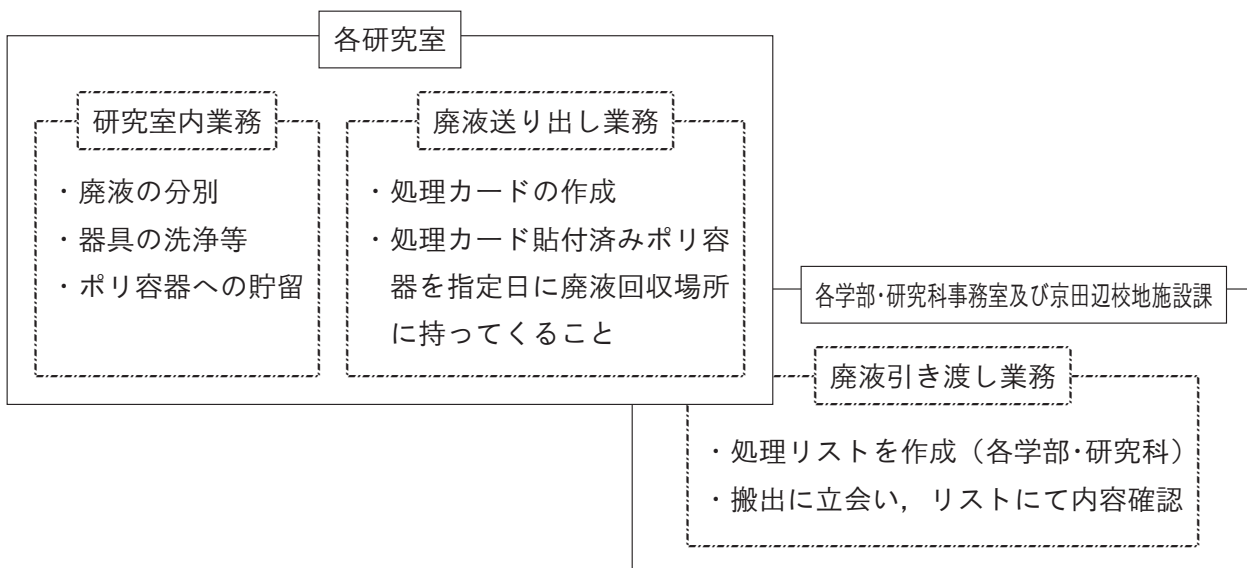 各研究室
研究室内業務
・廃液の分別
・器具の洗浄等
・ポリ容器への貯留
廃液送り出し業務
・処理カードの作成
・処理カード貼付済みポリ容
器を指定日に廃液回収場所
に持ってくること
各学部・研究科事務室及び京田辺校地施設課
廃液引き渡し業務
・処理リストを作成（各学部・研究科）
・搬出に立会い，リストにて内容確認